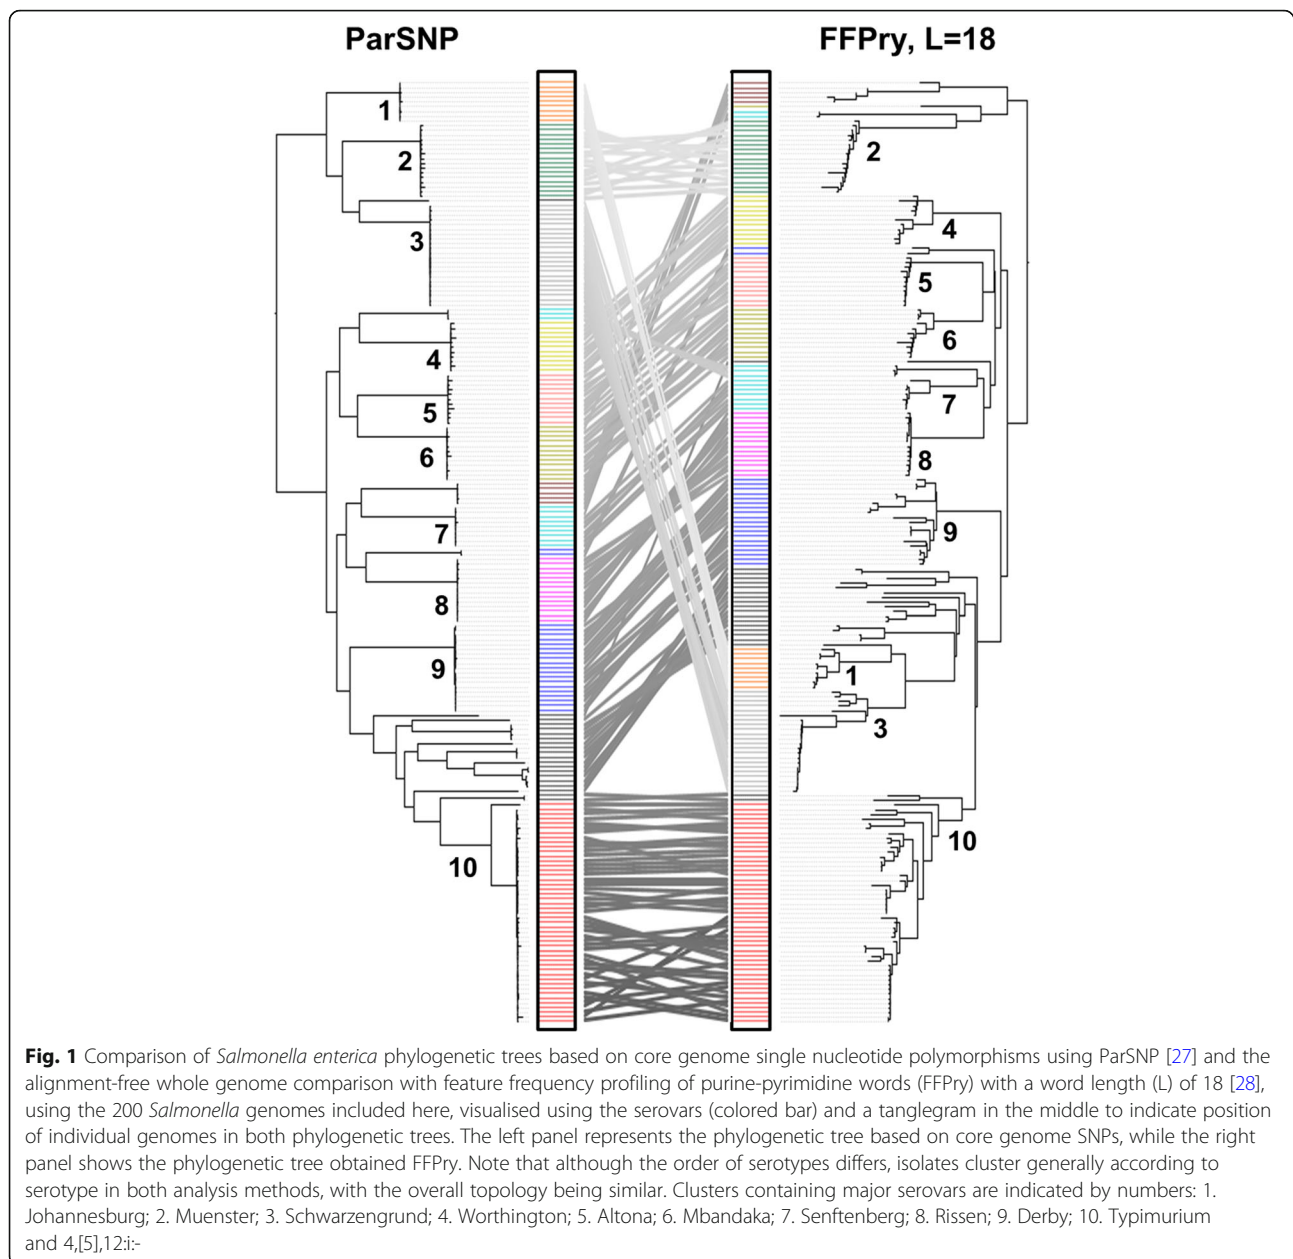 ParSNP
FFPry, L=18
1
2
3
4
5
6
7
8
9
10
2
4
5
6
7
8
9
1
3
10
Fig. 1 Comparison of Salmonella enterica phylogenetic trees based on core genome single nucleotide polymorphisms using ParSNP [27] and the
alignment-free whole genome comparison with feature frequency profiling of purine-pyrimidine words (FFPry) with a word length (L) of 18 [28],
using the 200 Salmonella genomes included here, visualised using the serovars (colored bar) and a tanglegram in the middle to indicate position
of individual genomes in both phylogenetic trees. The left panel represents the phylogenetic tree based on core genome SNPs, while the right
panel shows the phylogenetic tree obtained FFPry. Note that although the order of serotypes differs, isolates cluster generally according to
serotype in both analysis methods, with the overall topology being similar. Clusters containing major serovars are indicated by numbers: 1.
Johannesburg; 2. Muenster; 3. Schwarzengrund; 4. Worthington; 5. Altona; 6. Mbandaka; 7. Senftenberg; 8. Rissen; 9. Derby; 10. Typimurium
and 4,[5],12:i:-